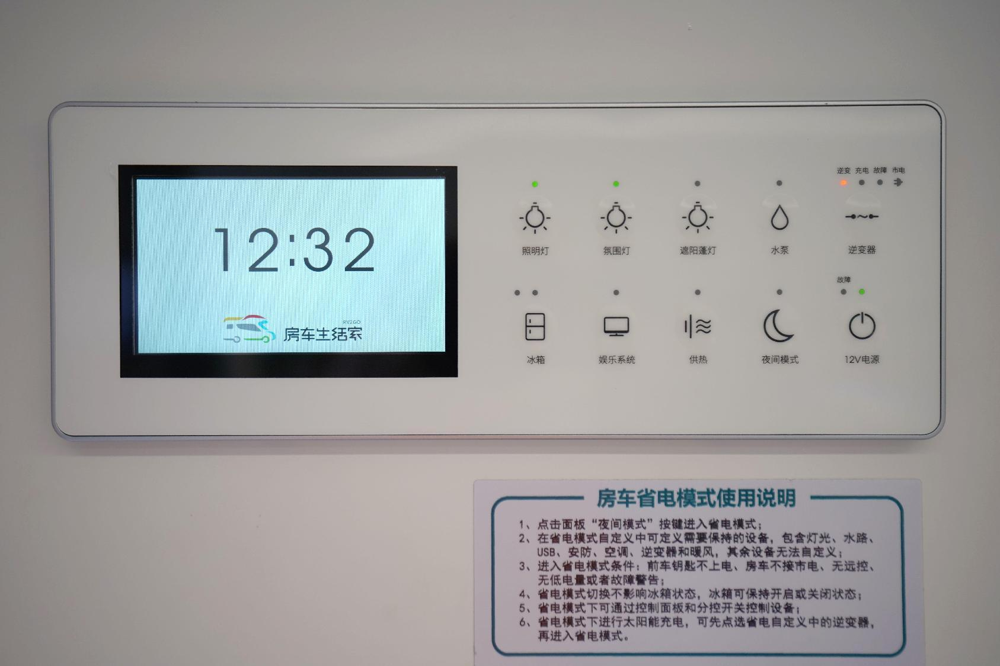 12:32
RV2GO
房车生活家
逆变 充电 故障 市电
照明灯 氛围灯 遮阳蓬灯 水泵 逆变器
故障
冰箱 娱乐系统 供热 夜间模式 12V电源
房车省电模式使用说明
1、点击面板“夜间模式”按键进入省电模式；
2、在省电模式自定义中可定义需要保持的设备，包含灯光、水路、
USB、安防、空调、逆变器和暖风，其余设备无法自定义；
3、进入省电模式条件：前车钥匙不上电、房车不接市电、无远控、
无低电量或者故障警告；
4、省电模式切换不影响冰箱状态，冰箱可保持开启或关闭状态；
5、省电模式下可通过控制面板和分控开关控制设备；
6、省电模式下进行太阳能充电，可先点选省电自定义中的逆变器，
再进入省电模式。